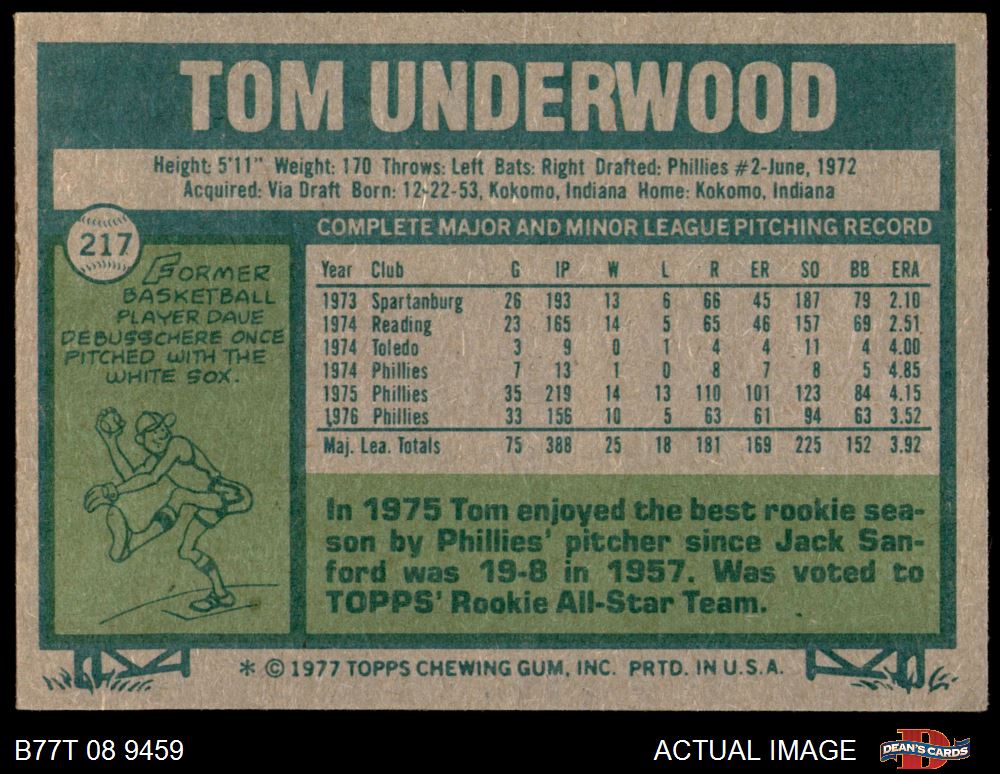 TOM UNDERWOOD
Height: 5'11" Weight: 170 Throws: Left Bats: Right Drafted: Phillies #2-June, 1972
Acquired: Via Draft Born: 12-22-53, Kokomo, Indiana Home: Kokomo, Indiana
217
FORMER
BASKETBALL
PLAYER DAVE
DEBUSSCHERE ONCE
PITCHED WITH THE
WHITE SOX.
COMPLETE MAJOR AND MINOR LEAGUE PITCHING RECORD
Year Club G IP W L R ER SO BB ERA
1973 Spartanburg 26 193 13 6 66 45 187 79 2.10
1974 Reading 23 165 14 5 65 46 157 69 2.51
1974 Toledo 3 9 0 1 4 4 11 4 4.00
1974 Phillies 7 13 1 0 8 7 8 5 4.85
1975 Phillies 35 219 14 13 110 101 123 84 4.15
1976 Phillies 33 156 10 5 63 61 94 63 3.52
Maj. Lea. Totals 75 388 25 18 181 169 225 152 3.92
In 1975 Tom enjoyed the best rookie sea-
son by Phillies' pitcher since Jack San-
ford was 19-8 in 1957. Was voted to
TOPPS' Rookie All-Star Team.
* © 1977 TOPPS CHEWING GUM, INC. PRTD. IN U.S.A.
B77T 08 9459
ACTUAL IMAGE
DEAN'S CARDS